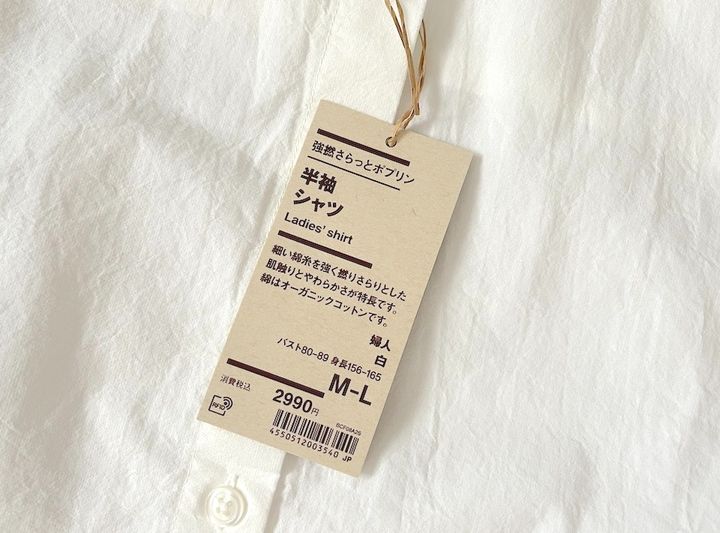 強撚さらっとポプリン
半袖
シャツ
Ladies' shirt
細い綿糸を強く撚りさらりとした
肌触りとやわらかさが特長です。
綿はオーガニックコットンです。
婦人
白
バスト80-89 身長156-165
M-L
消費税込
2990円
RFID
BCF08A2S
4550512003540 JP